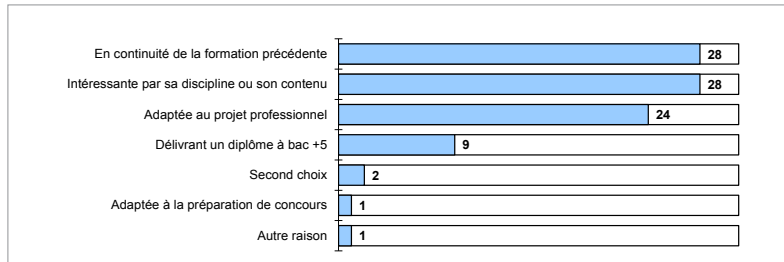 En continuité de la formation précédente 28
Intéressante par sa discipline ou son contenu 28
Adaptée au projet professionnel 24
Délivrant un diplôme à bac +5 9
Second choix 2
Adaptée à la préparation de concours 1
Autre raison 1